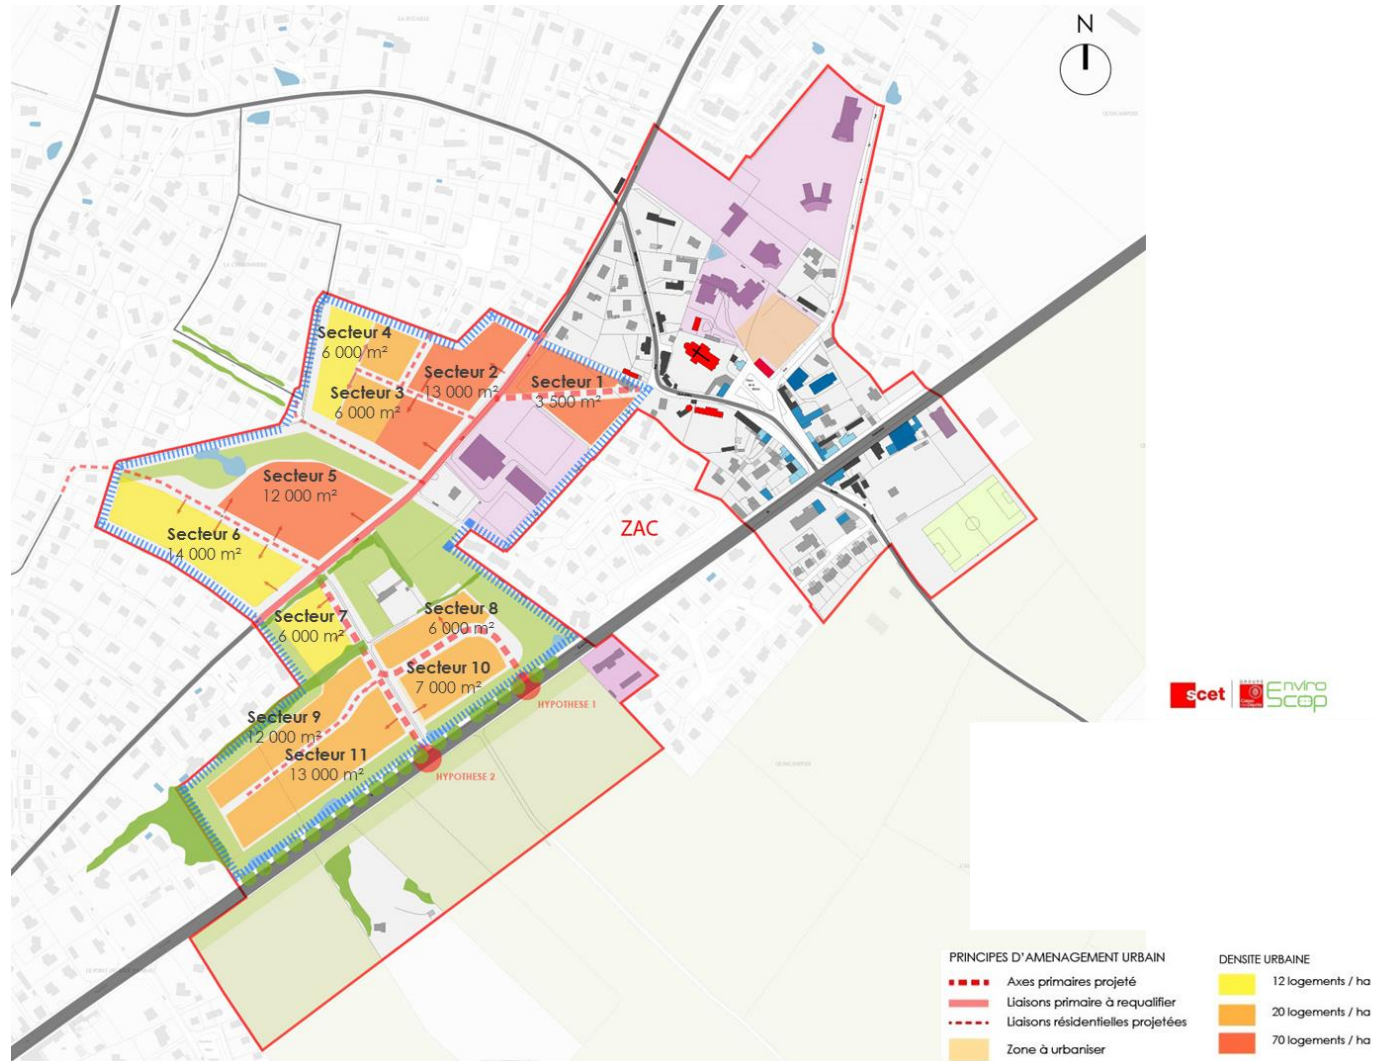 N
Secteur 4
6 000 m²
Secteur 2
13 000 m²
Secteur 1
3 500 m²
Secteur 3
6 000 m²
Secteur 5
12 000 m²
Secteur 6
14 000 m²
ZAC
Secteur 7
6 000 m²
Secteur 8
6 000 m²
Secteur 10
7 000 m²
HYPOTHESE 1
Secteur 9
12 000 m²
Secteur 11
13 000 m²
HYPOTHESE 2
scet
GROUPE
Enviro
Scop
PRINCIPES D'AMENAGEMENT URBAIN
Axes primaires projeté
Liaisons primaire à requalifier
Liaisons résidentielles projetées
Zone à urbaniser
DENSITE URBAINE
12 logements / ha
20 logements / ha
70 logements / ha